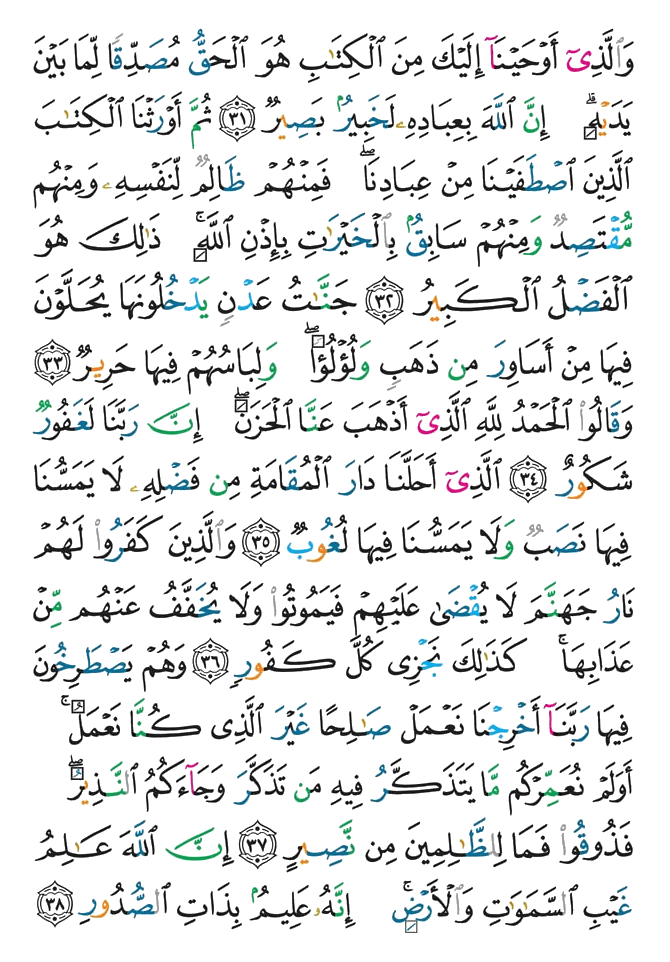 وَٱلَّذِىٓ أَوْحَيْنَآ إِلَيْكَ مِنَ ٱلْكِتَـٰبِ هُوَ ٱلْحَقُّ مُصَدِّقًا لِّمَا بَيْنَ
يَدَيْهِ ۗ إِنَّ ٱللَّهَ بِعِبَادِهِۦ لَخَبِيرٌۢ بَصِيرٌ ٣١ ثُمَّ أَوْرَثْنَا ٱلْكِتَـٰبَ
ٱلَّذِينَ ٱصْطَفَيْنَا مِنْ عِبَادِنَا ۖ فَمِنْهُمْ ظَالِمٌ لِّنَفْسِهِۦ وَمِنْهُم
مُّقْتَصِدٌ وَمِنْهُمْ سَابِقٌۢ بِٱلْخَيْرَٰتِ بِإِذْنِ ٱللَّهِ ۚ ذَٰلِكَ هُوَ
ٱلْفَضْلُ ٱلْكَبِيرُ ٣٢ جَنَّـٰتُ عَدْنٍ يَدْخُلُونَهَا يُحَلَّوْنَ
فِيهَا مِنْ أَسَاوِرَ مِن ذَهَبٍ وَلُؤْلُؤًا ۖ وَلِبَاسُهُمْ فِيهَا حَرِيرٌ ٣٣
وَقَالُوا۟ ٱلْحَمْدُ لِلَّهِ ٱلَّذِىٓ أَذْهَبَ عَنَّا ٱلْحَزَنَ ۖ إِنَّ رَبَّنَا لَغَفُورٌ
شَكُورٌ ٣٤ ٱلَّذِىٓ أَحَلَّنَا دَارَ ٱلْمُقَامَةِ مِن فَضْلِهِۦ لَا يَمَسُّنَا
فِيهَا نَصَبٌ وَلَا يَمَسُّنَا فِيهَا لُغُوبٌ ٣٥ وَٱلَّذِينَ كَفَرُوا۟ لَهُمْ
نَارُ جَهَنَّمَ لَا يُقْضَىٰ عَلَيْهِمْ فَيَمُوتُوا۟ وَلَا يُخَفَّفُ عَنْهُم مِّنْ
عَذَابِهَا ۚ كَذَٰلِكَ نَجْزِى كُلَّ كَفُورٍ ٣٦ وَهُمْ يَصْطَرِخُونَ
فِيهَا رَبَّنَآ أَخْرِجْنَا نَعْمَلْ صَـٰلِحًا غَيْرَ ٱلَّذِى كُنَّا نَعْمَلُ ۚ
أَوَلَمْ نُعَمِّرْكُم مَّا يَتَذَكَّرُ فِيهِ مَن تَذَكَّرَ وَجَآءَكُمُ ٱلنَّذِيرُ ۖ
فَذُوقُوا۟ فَمَا لِلظَّـٰلِمِينَ مِن نَّصِيرٍ ٣٧ إِنَّ ٱللَّهَ عَـٰلِمُ
غَيْبِ ٱلسَّمَـٰوَٰتِ وَٱلْأَرْضِ ۚ إِنَّهُۥ عَلِيمٌۢ بِذَاتِ ٱلصُّدُورِ ٣٨